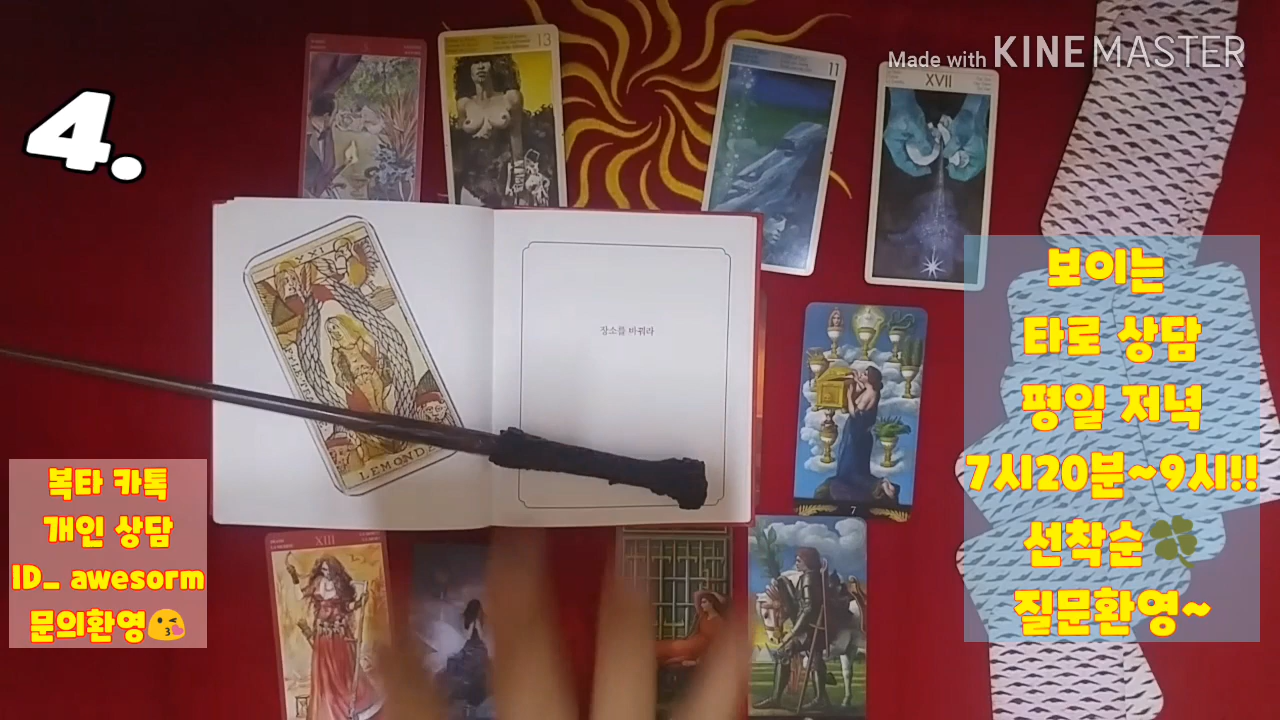 Made with KINEMASTER
4.
13
11
XVII
XXI
장소를 바꿔라
LEMOND
7
XIII
보이는
타로 상담
평일 저녁
7시20분~9시!!
선착순🍀
질문환영~
복타 카톡
개인 상담
ID_ awesorm
문의환영😘